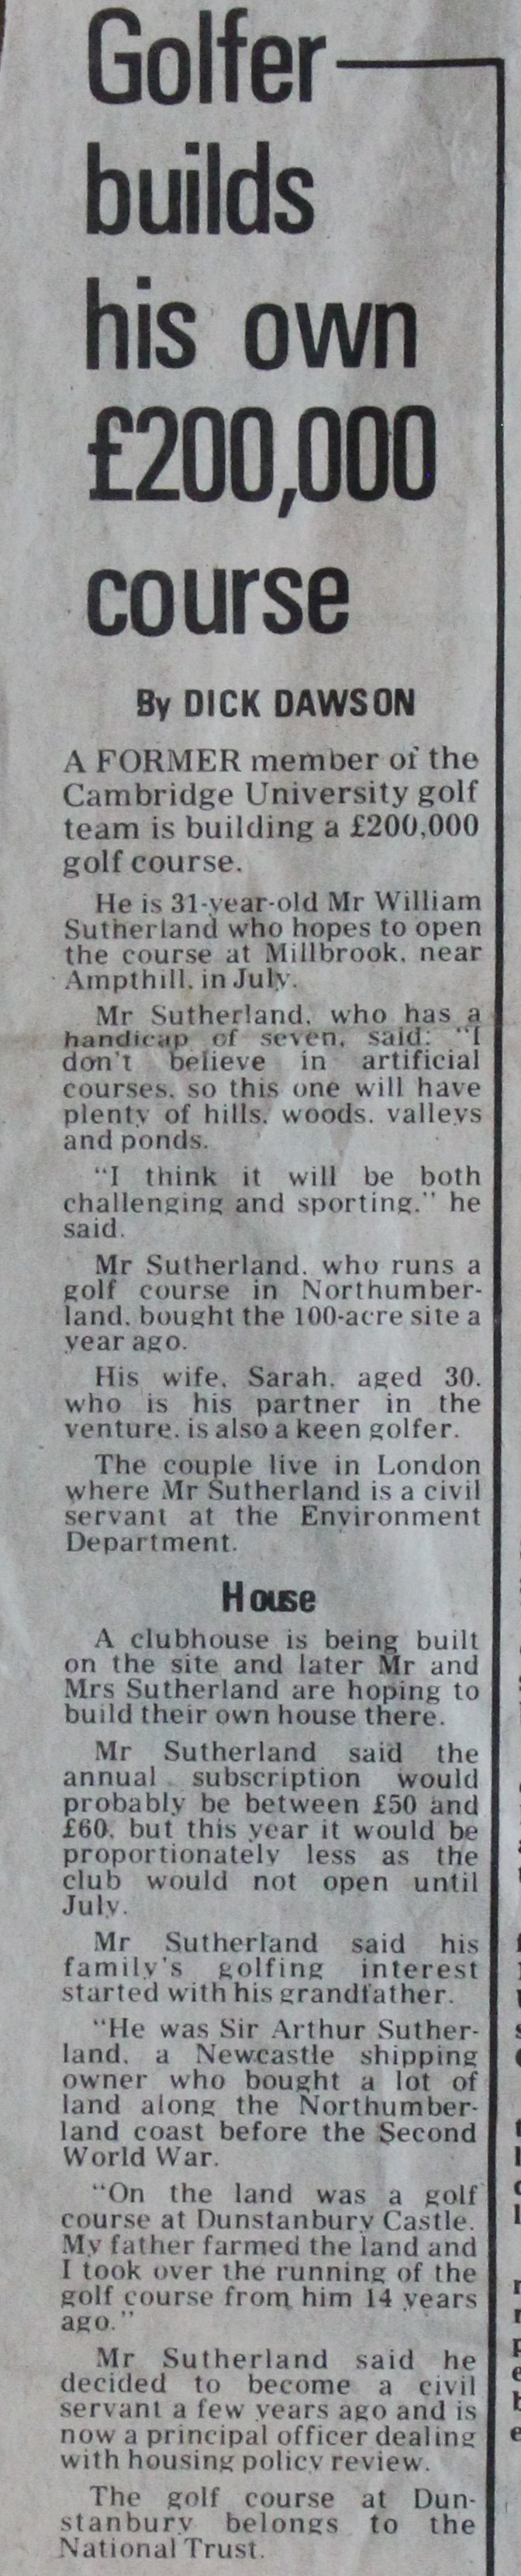 Golfer
builds
his own
£200,000
course
By DICK DAWSON
A FORMER member of the
Cambridge University golf
team is building a £200,000
golf course.
He is 31-year-old Mr William
Sutherland who hopes to open
the course at Millbrook, near
Ampthill, in July.
Mr Sutherland, who has a
handicap of seven, said: "I
don't believe in artificial
courses, so this one will have
plenty of hills, woods, valleys
and ponds.
"I think it will be both
challenging and sporting," he
said.
Mr Sutherland, who runs a
golf course in Northumber-
land, bought the 100-acre site a
year ago.
His wife, Sarah, aged 30,
who is his partner in the
venture, is also a keen golfer.
The couple live in London
where Mr Sutherland is a civil
servant at the Environment
Department.
House
A clubhouse is being built
on the site and later Mr and
Mrs Sutherland are hoping to
build their own house there.
Mr Sutherland said the
annual subscription would
probably be between £50 and
£60, but this year it would be
proportionately less as the
club would not open until
July.
Mr Sutherland said his
family's golfing interest
started with his grandfather.
"He was Sir Arthur Suther-
land, a Newcastle shipping
owner who bought a lot of
land along the Northumber-
land coast before the Second
World War.
"On the land was a golf
course at Dunstanbury Castle.
My father farmed the land and
I took over the running of the
golf course from him 14 years
ago."
Mr Sutherland said he
decided to become a civil
servant a few years ago and is
now a principal officer dealing
with housing policy review.
The golf course at Dun-
stanbury belongs to the
National Trust.